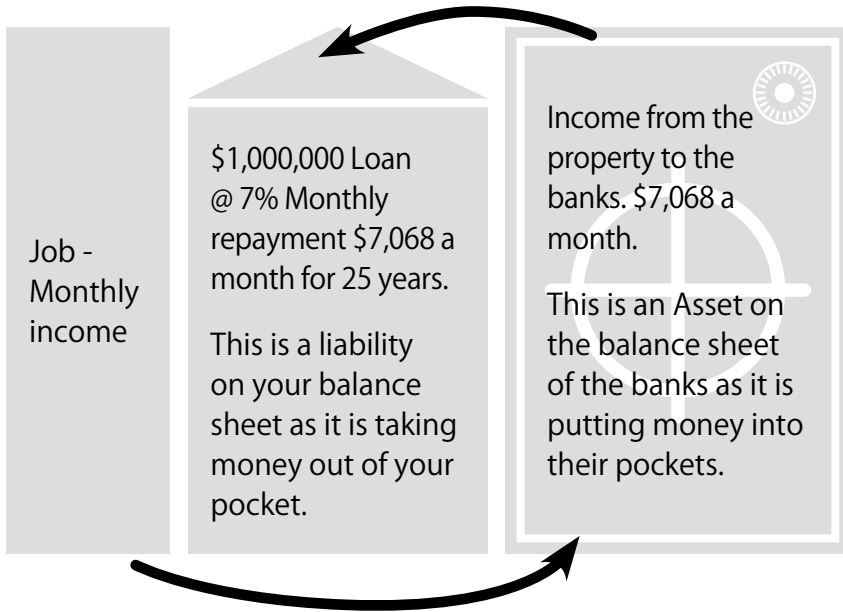 Job -
Monthly
income
$1,000,000 Loan
@ 7% Monthly
repayment $7,068 a
month for 25 years.
This is a liability
on your balance
sheet as it is taking
money out of your
pocket.
Income from the
property to the
banks. $7,068 a
month.
This is an Asset on
the balance sheet
of the banks as it is
putting money into
their pockets.